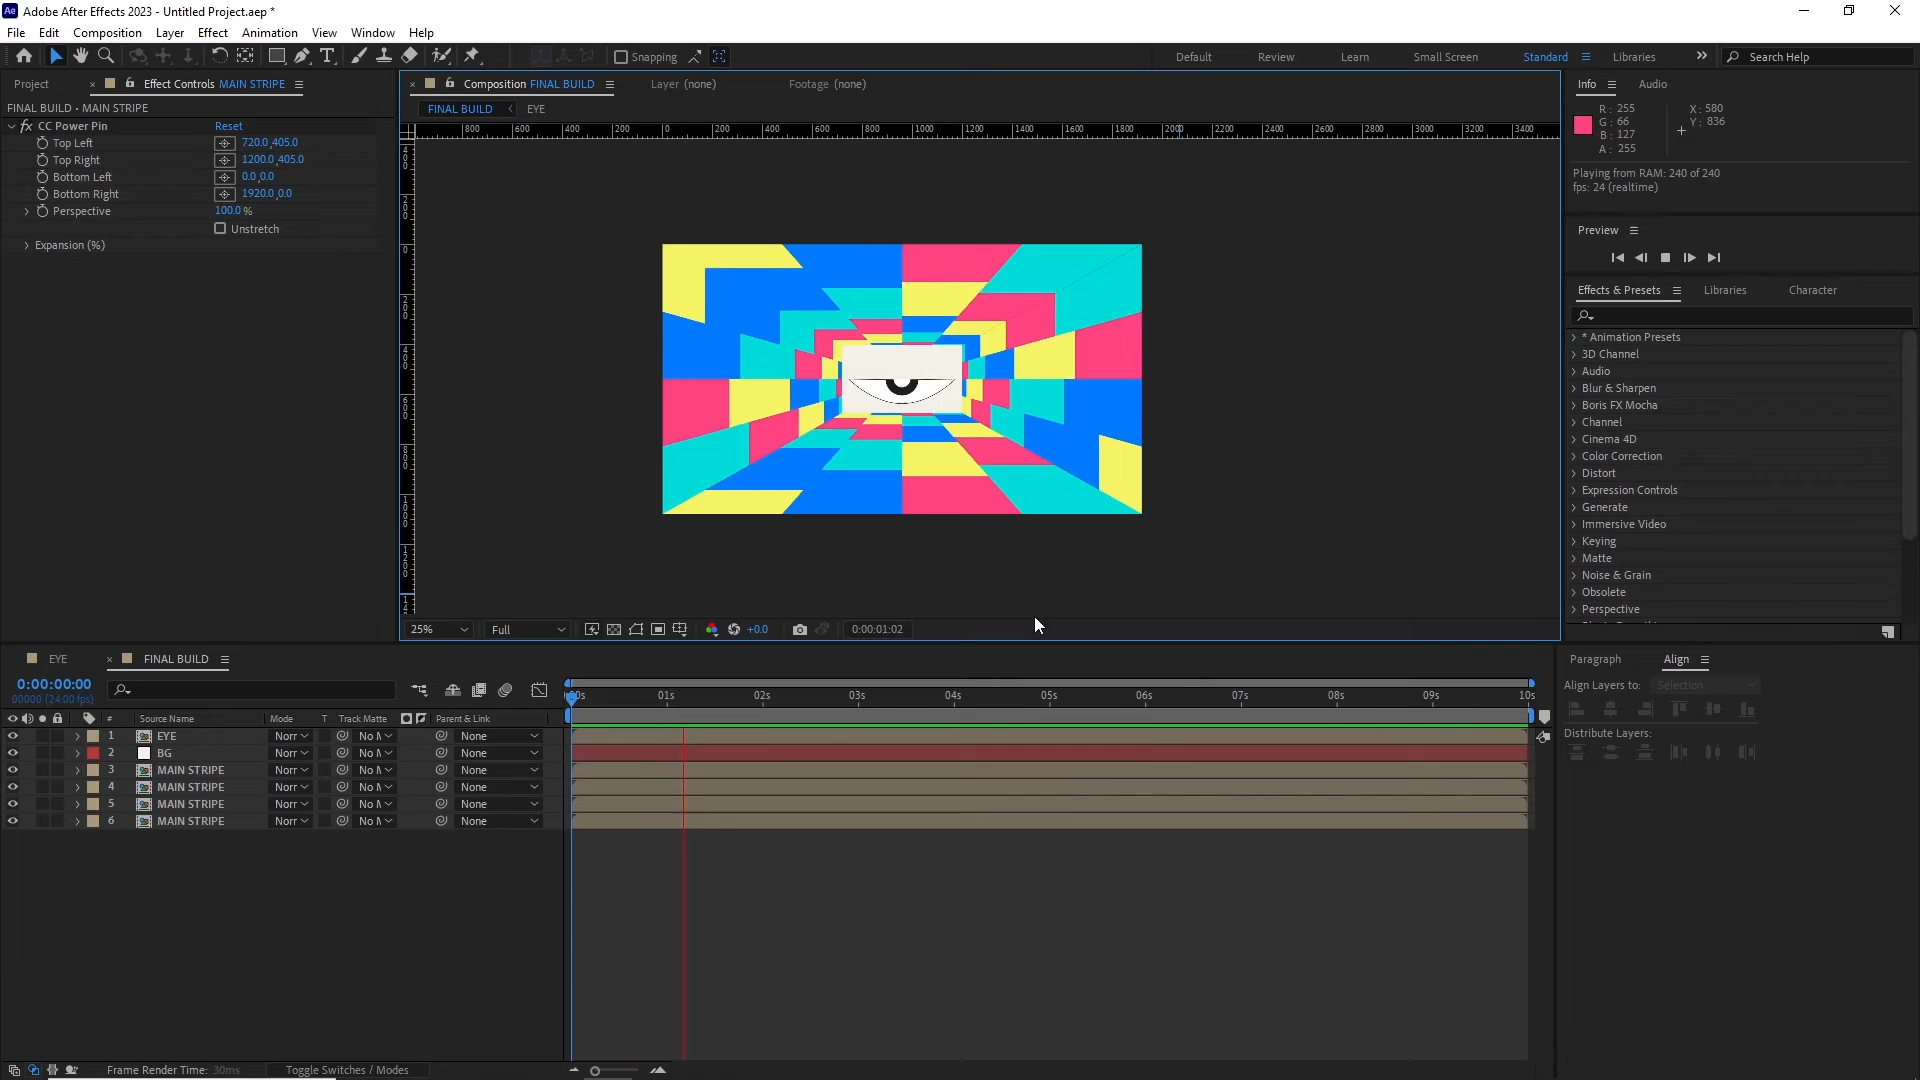 Adobe After Effects 2023 - Untitled Project.aep *
File Edit Composition Layer Effect Animation View Window Help
Snapping
Default Review Learn Small Screen Standard Libraries Search Help
Project Effect Controls MAIN STRIPE
FINAL BUILD • MAIN STRIPE
fx CC Power Pin Reset
Top Left 720.0,405.0
Top Right 1200.0,405.0
Bottom Left 0.0,0.0
Bottom Right 1920.0,0.0
Perspective 100.0 %
Unstretch
Expansion (%)
Composition FINAL BUILD Layer (none) Footage (none)
FINAL BUILD EYE
800 600 400 200 0 200 400 600 800 1000 1200 1400 1600 1800 2000 2200 2400 2600 2800 3000 3200 3400
25% Full +0.0 0:00:01:02
Info Audio
R: 255 X: 580
G: 66 Y: 836
B: 127
A: 255
Playing from RAM: 240 of 240
fps: 24 (realtime)
Preview
Effects & Presets Libraries Character
* Animation Presets
3D Channel
Audio
Blur & Sharpen
Boris FX Mocha
Channel
Cinema 4D
Color Correction
Distort
Expression Controls
Generate
Immersive Video
Keying
Matte
Noise & Grain
Obsolete
Perspective
EYE FINAL BUILD
0:00:00:00
00000 (24.00 fps)
00s 01s 02s 03s 04s 05s 06s 07s 08s 09s 10s
# Source Name Mode T Track Matte Parent & Link
1 EYE Norr No None
2 BG Norr No None
3 MAIN STRIPE Norr No None
4 MAIN STRIPE Norr No None
5 MAIN STRIPE Norr No None
6 MAIN STRIPE Norr No None
Paragraph Align
Align Layers to: Selection
Distribute Layers:
Frame Render Time: 30ms Toggle Switches / Modes